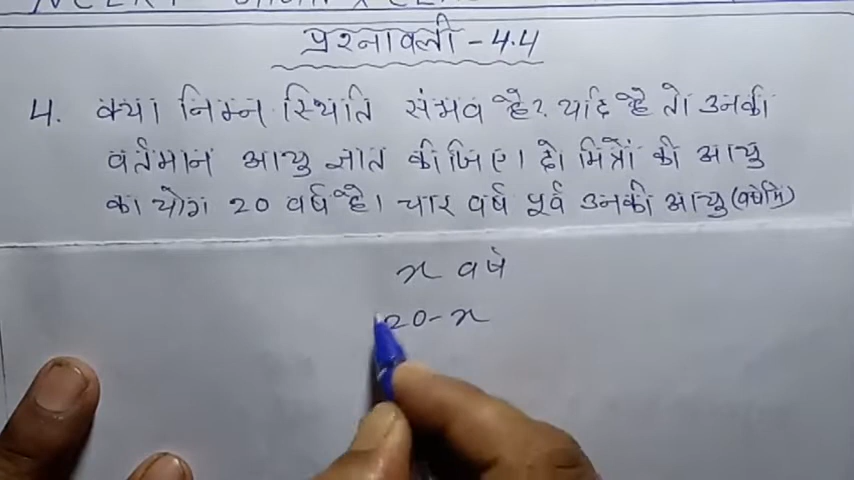 प्रश्नावली - 4.4
4. क्या निम्न स्थिति संभव है? यदि है तो उनकी
वर्तमान आयु ज्ञात कीजिए। दो मित्रों की आयु
का योग 20 वर्ष है। चार वर्ष पूर्व उनकी आयु (वर्षोंमें)
x वर्ष
20-x